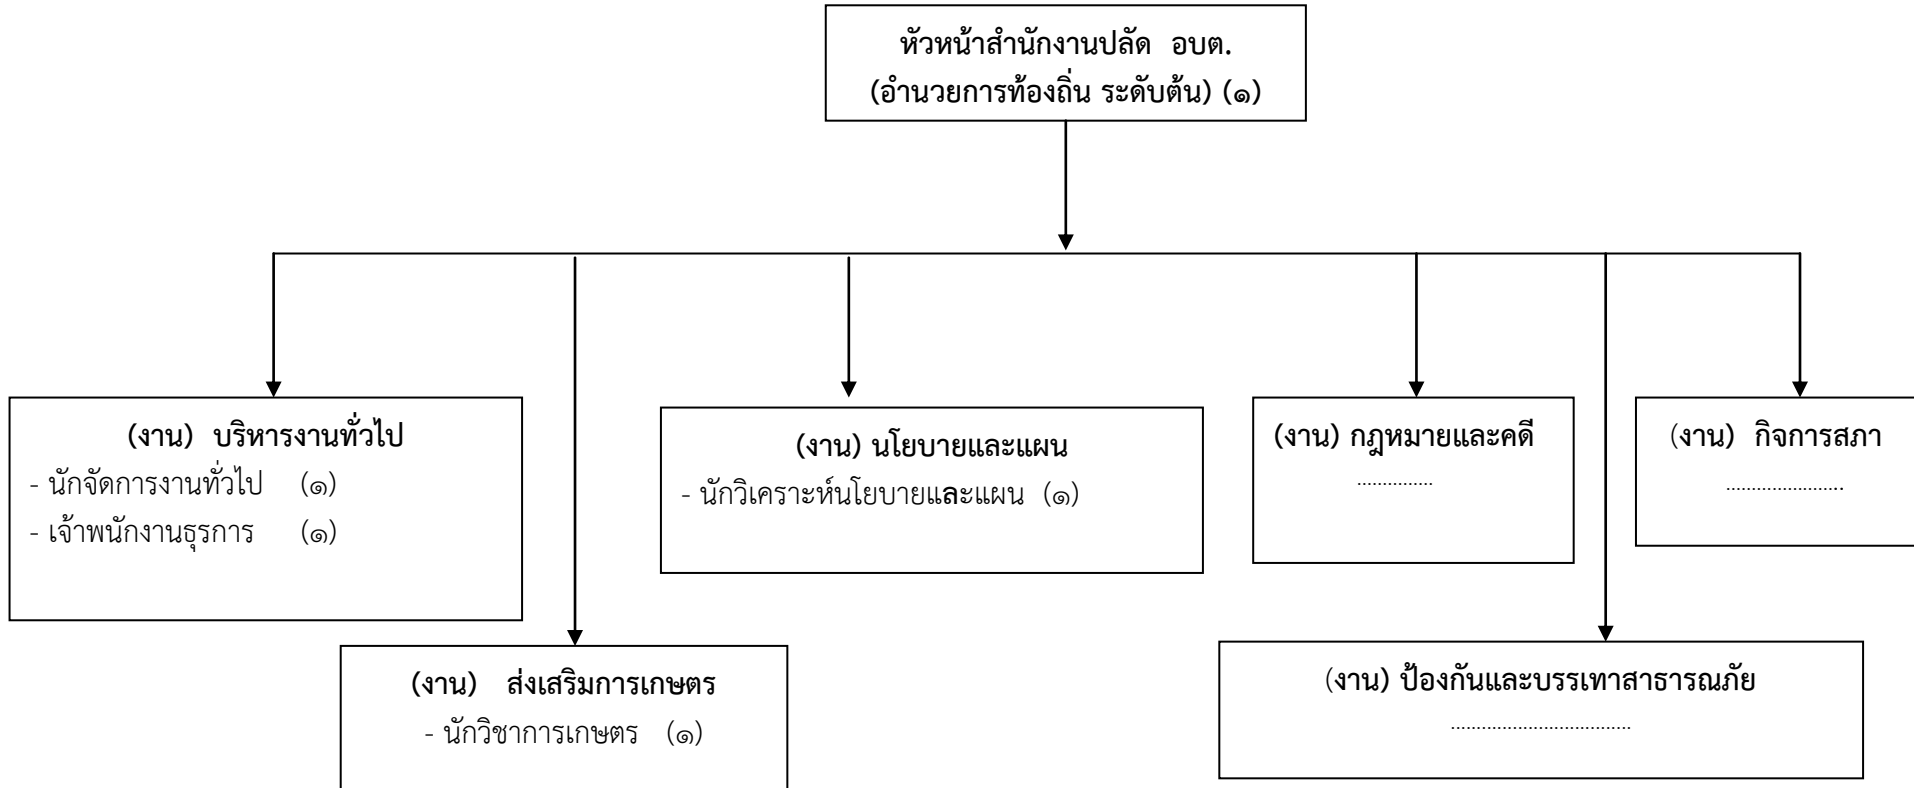 หัวหน้าสำนักงานปลัด อบต.
(อำนวยการท้องถิ่น ระดับต้น) (๑)
(งาน) บริหารงานทั่วไป
- นักจัดการงานทั่วไป (๑)
- เจ้าพนักงานธุรการ (๑)
(งาน) นโยบายและแผน
- นักวิเคราะห์นโยบายและแผน (๑)
(งาน) กฎหมายและคดี
...............
(งาน) กิจการสภา
.......................
(งาน) ส่งเสริมการเกษตร
- นักวิชาการเกษตร (๑)
(งาน) ป้องกันและบรรเทาสาธารณภัย
...................................